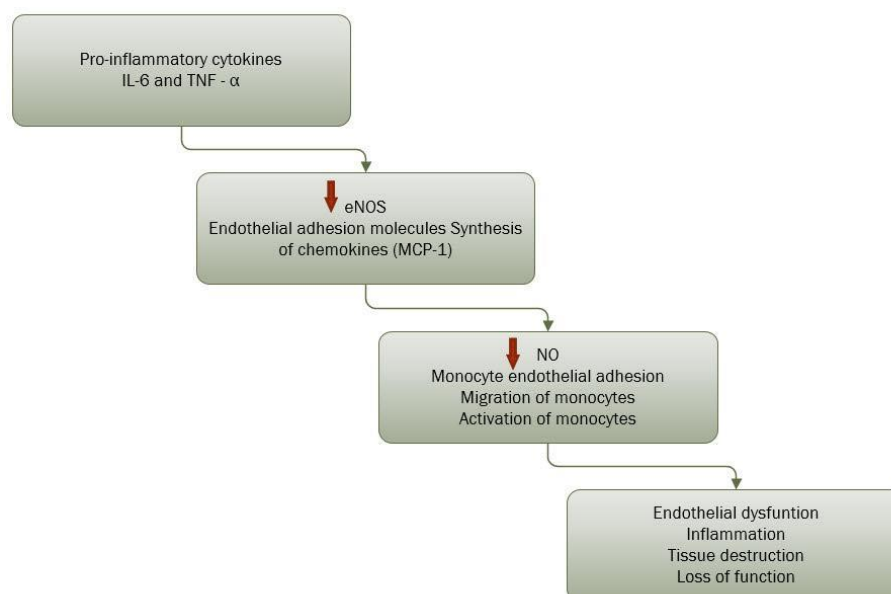 Pro-inflammatory cytokines
IL-6 and TNF - α
eNOS
Endothelial adhesion molecules Synthesis
of chemokines (MCP-1)
NO
Monocyte endothelial adhesion
Migration of monocytes
Activation of monocytes
Endothelial dysfuntion
Inflammation
Tissue destruction
Loss of function